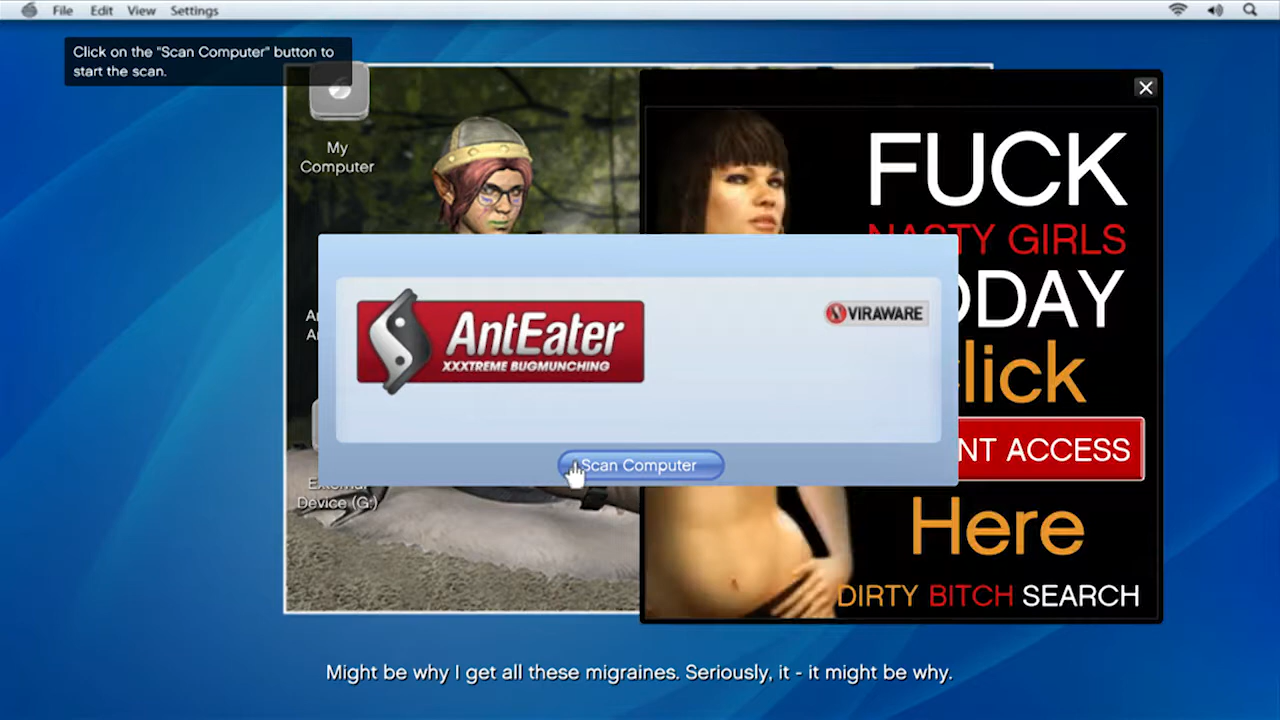 File Edit View Settings
Click on the "Scan Computer" button to
start the scan.
My
Computer
FUCK
NASTY GIRLS
ODAY
lick
NT ACCESS
Here
DIRTY BITCH SEARCH
AntEater
XXXTREME BUGMUNCHING
VIRAWARE
Scan Computer
External
Device (G:)
Might be why I get all these migraines. Seriously, it - it might be why.